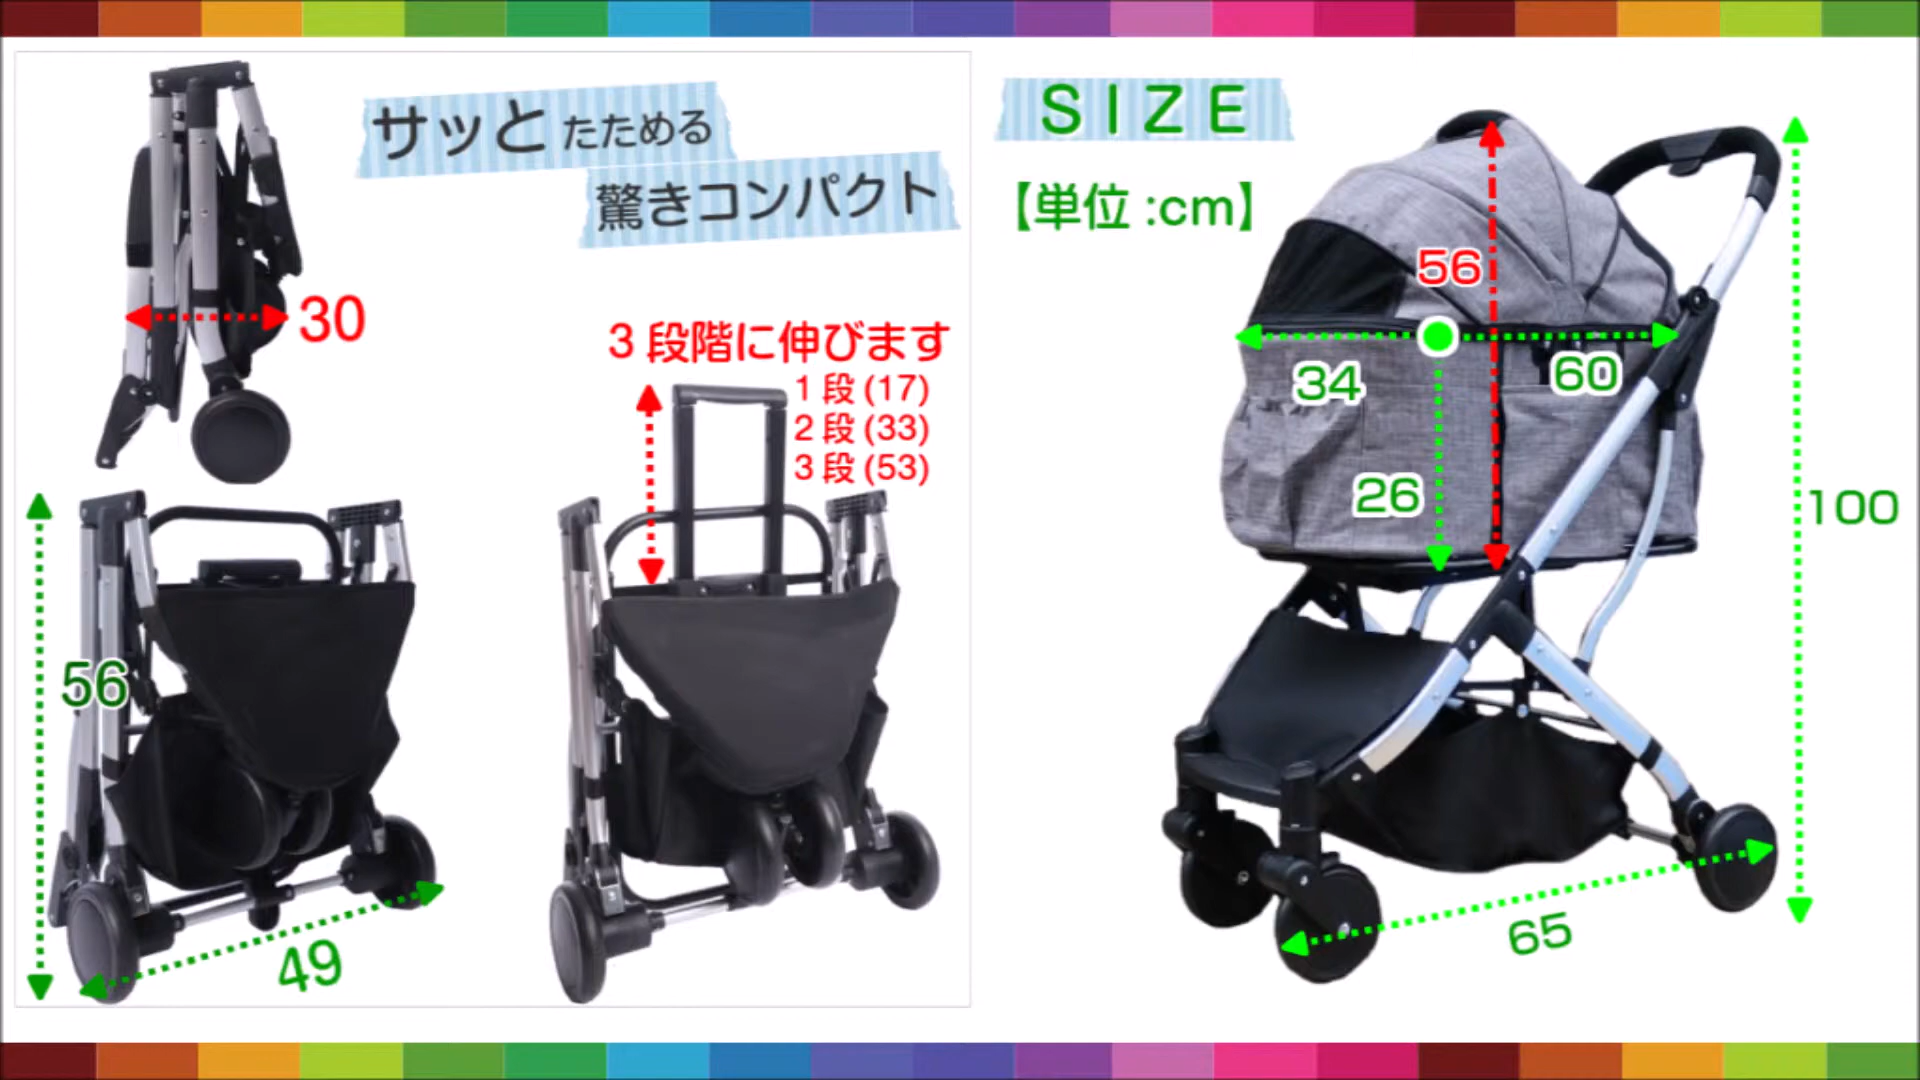 サッとたためる
驚きコンパクト
30
3段階に伸びます
1段(17)
2段(33)
3段(53)
56
49
SIZE
【単位:cm】
56
34
60
26
100
65